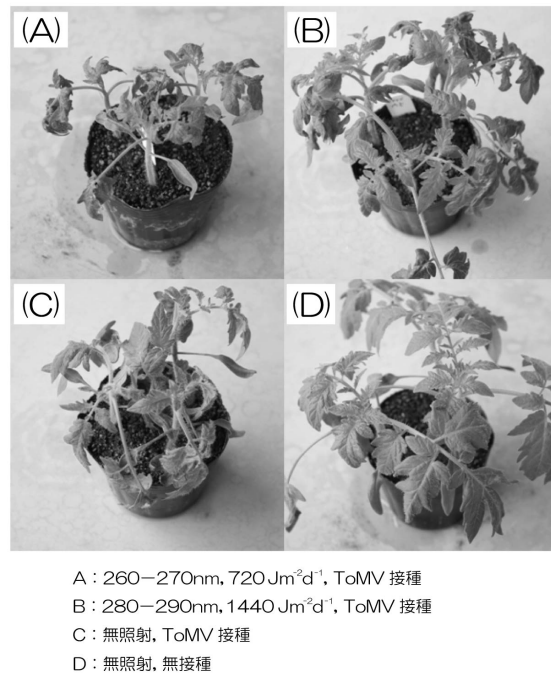 (A)
(B)
(C)
(D)
A：260－270nm, 720 Jm⁻²d⁻¹, ToMV 接種
B：280－290nm, 1440 Jm⁻²d⁻¹, ToMV 接種
C：無照射, ToMV 接種
D：無照射, 無接種